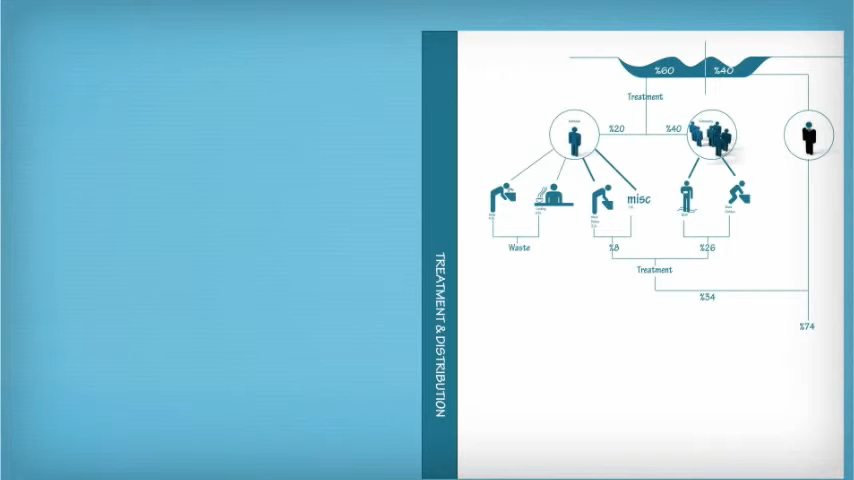 %60
%40
Treatment
%20
%40
misc
Waste
%8
%26
Treatment
%34
%74
TREATMENT & DISTRIBUTION